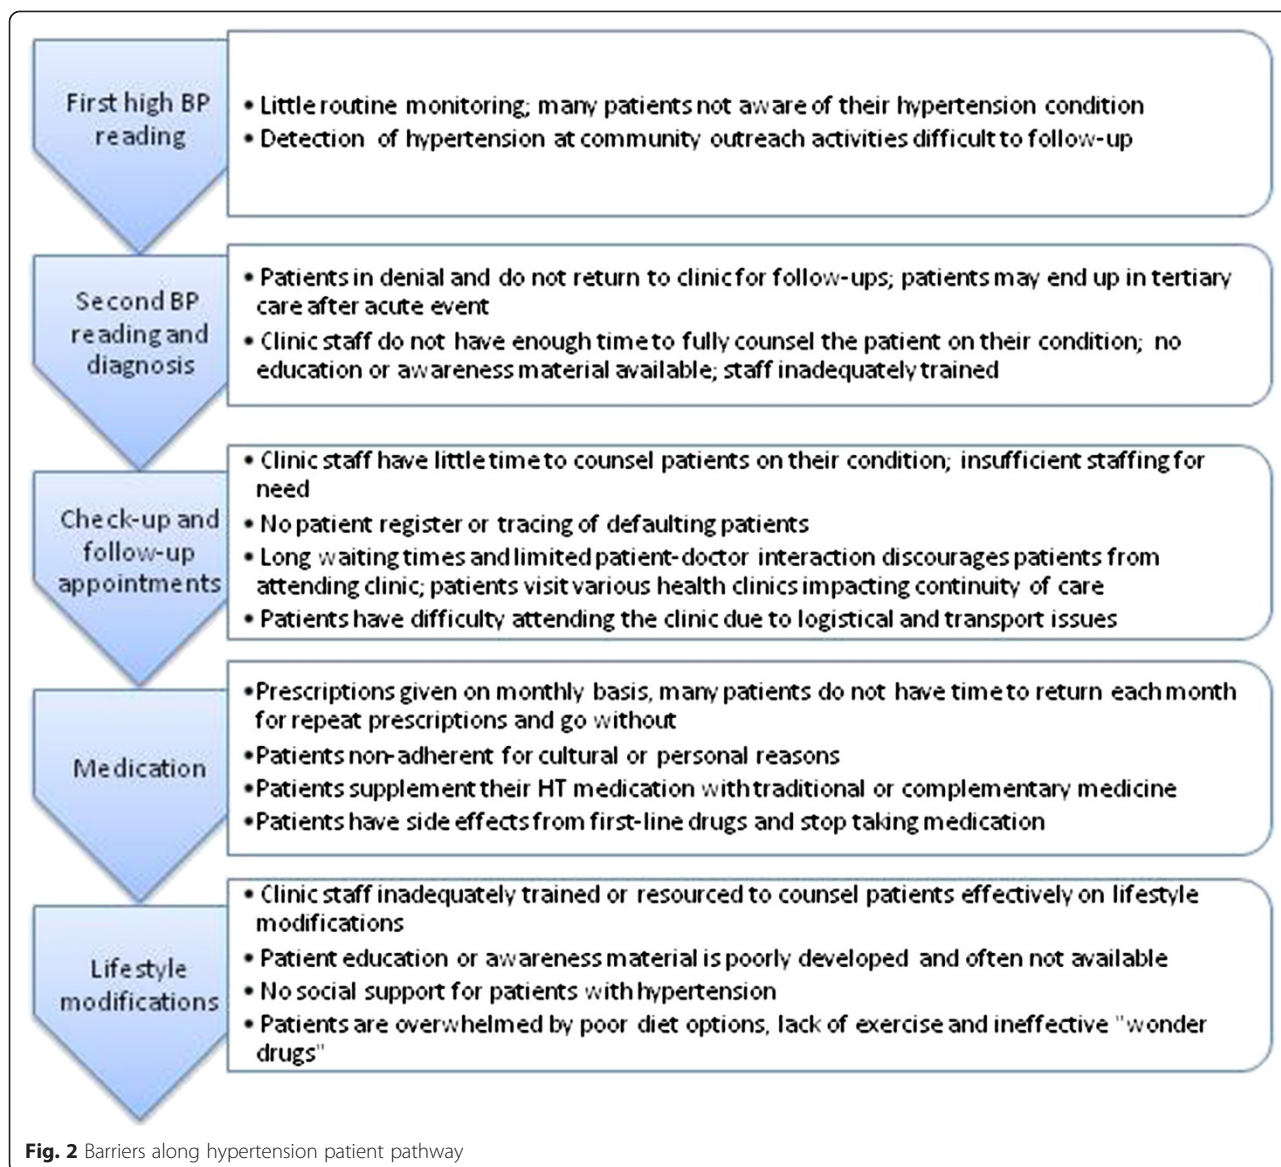 First high BP
reading
• Little routine monitoring; many patients not aware of their hypertension condition
• Detection of hypertension at community outreach activities difficult to follow-up
Second BP
reading and
diagnosis
• Patients in denial and do not return to clinic for follow-ups; patients may end up in tertiary
care after acute event
• Clinic staff do not have enough time to fully counsel the patient on their condition; no
education or awareness material available; staff inadequately trained
Check-up and
follow-up
appointments
• Clinic staff have little time to counsel patients on their condition; insufficient staffing for
need
• No patient register or tracing of defaulting patients
• Long waiting times and limited patient-doctor interaction discourages patients from
attending clinic; patients visit various health clinics impacting continuity of care
• Patients have difficulty attending the clinic due to logistical and transport issues
Medication
•Prescriptions given on monthly basis, many patients do not have time to return each month
for repeat prescriptions and go without
•Patients non-adherent for cultural or personal reasons
•Patients supplement their HT medication with traditional or complementary medicine
•Patients have side effects from first-line drugs and stop taking medication
Lifestyle
modifications
• Clinic staff inadequately trained or resourced to counsel patients effectively on lifestyle
modifications
• Patient education or awareness material is poorly developed and often not available
• No social support for patients with hypertension
• Patients are overwhelmed by poor diet options, lack of exercise and ineffective "wonder
drugs"
Fig. 2 Barriers along hypertension patient pathway